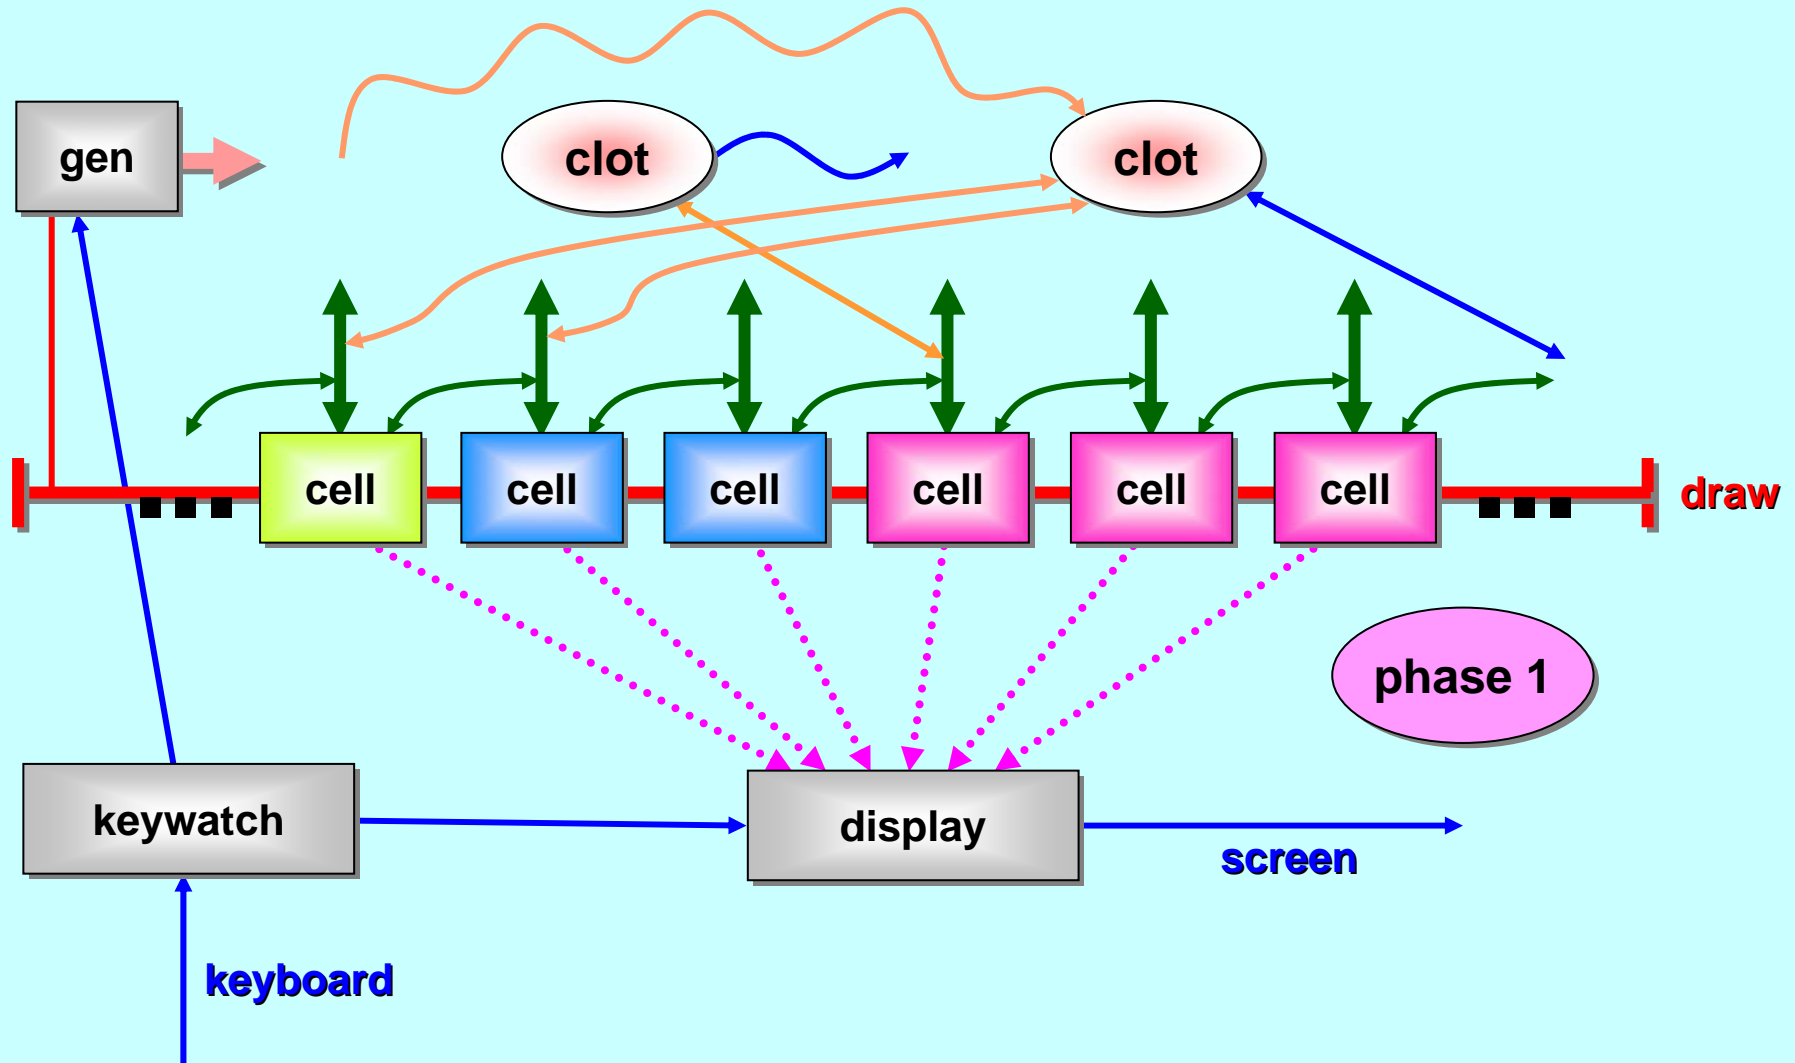 gen
clot
clot
cell
cell
cell
cell
cell
cell
draw
phase 1
keywatch
display
screen
keyboard